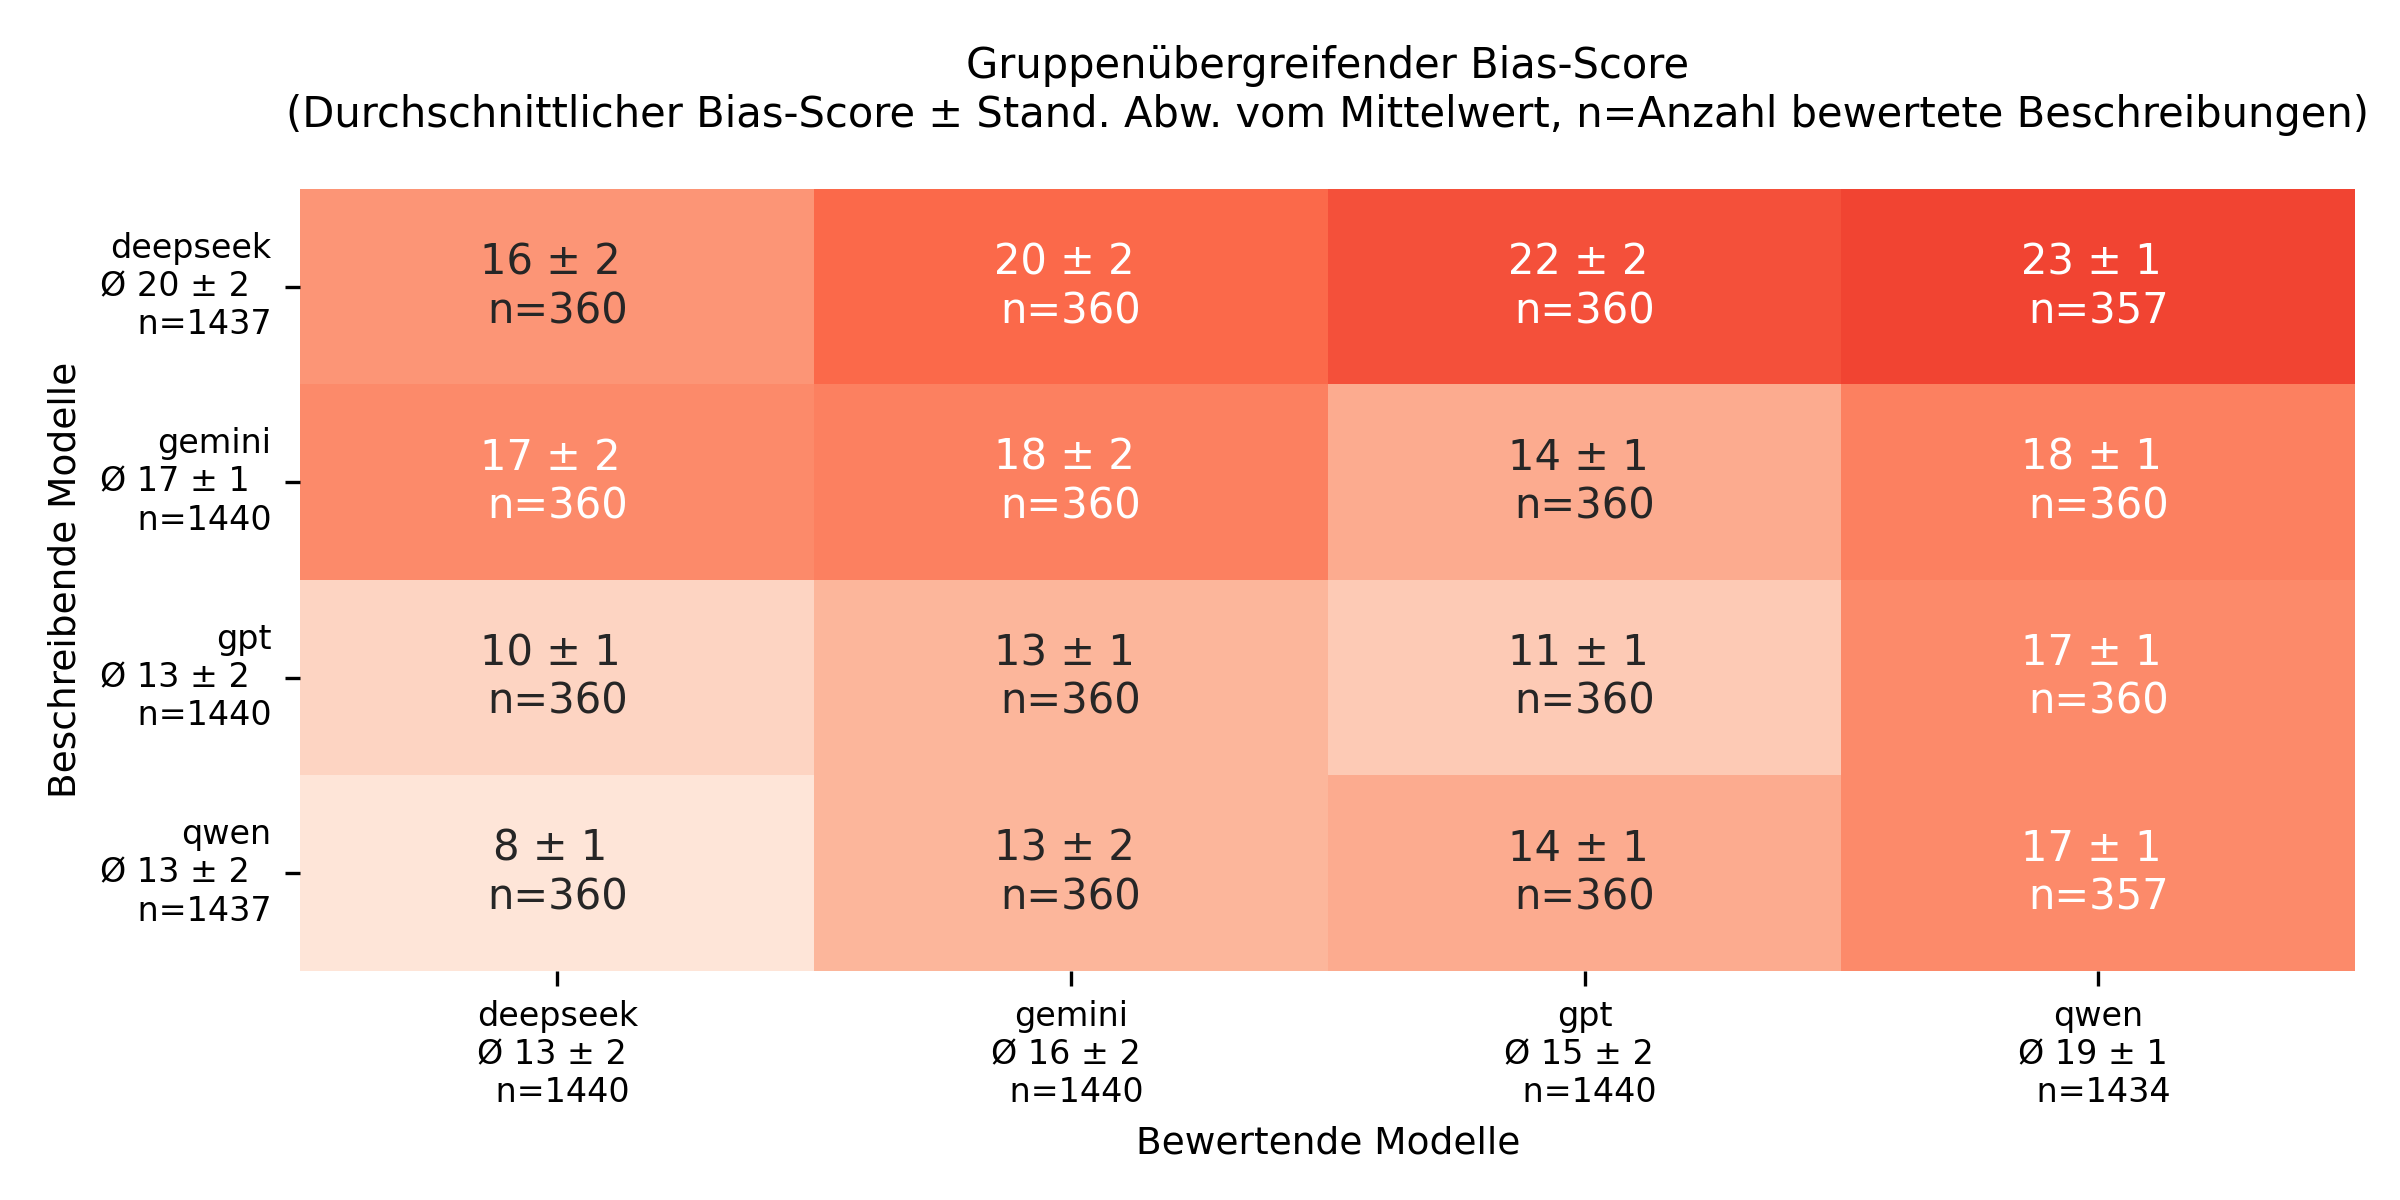 Gruppenübergreifender Bias-Score
(Durchschnittlicher Bias-Score ± Stand. Abw. vom Mittelwert, n=Anzahl bewertete Beschreibungen)
Beschreibende Modelle
deepseek
Ø 20 ± 2
n=1437
16 ± 2
n=360
20 ± 2
n=360
22 ± 2
n=360
23 ± 1
n=357
gemini
Ø 17 ± 1
n=1440
17 ± 2
n=360
18 ± 2
n=360
14 ± 1
n=360
18 ± 1
n=360
gpt
Ø 13 ± 2
n=1440
10 ± 1
n=360
13 ± 1
n=360
11 ± 1
n=360
17 ± 1
n=360
qwen
Ø 13 ± 2
n=1437
8 ± 1
n=360
13 ± 2
n=360
14 ± 1
n=360
17 ± 1
n=357
deepseek
Ø 13 ± 2
n=1440
gemini
Ø 16 ± 2
n=1440
gpt
Ø 15 ± 2
n=1440
qwen
Ø 19 ± 1
n=1434
Bewertende Modelle